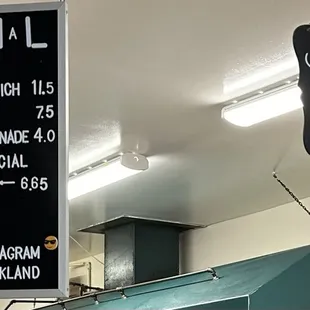 A L
ICH 11.5
7.5
NADE 4.0
CIAL
← 6.65
AGRAM
KLAND